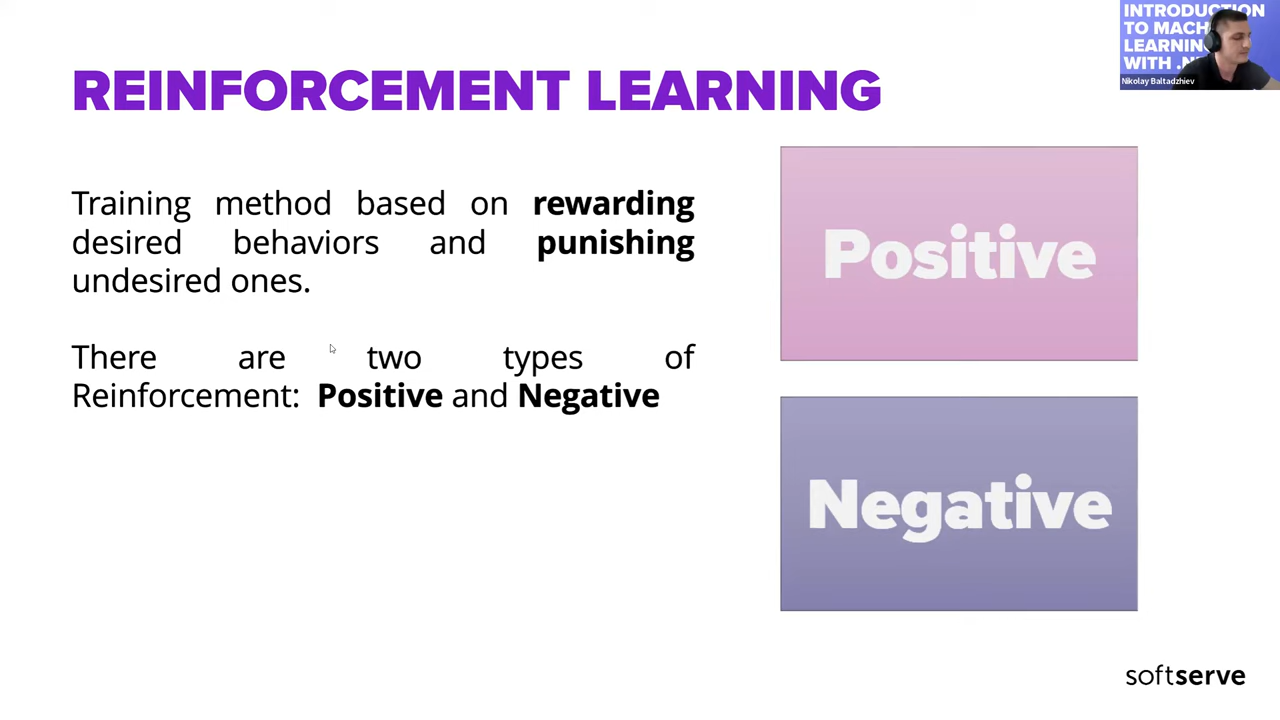 REINFORCEMENT LEARNING
Training method based on rewarding
desired behaviors and punishing
undesired ones.
There are two types of
Reinforcement: Positive and Negative
Positive
Negative
softserve
INTRODUCTION
TO MACH
LEARNING
WITH .N
Nikolay Baltadzhiev